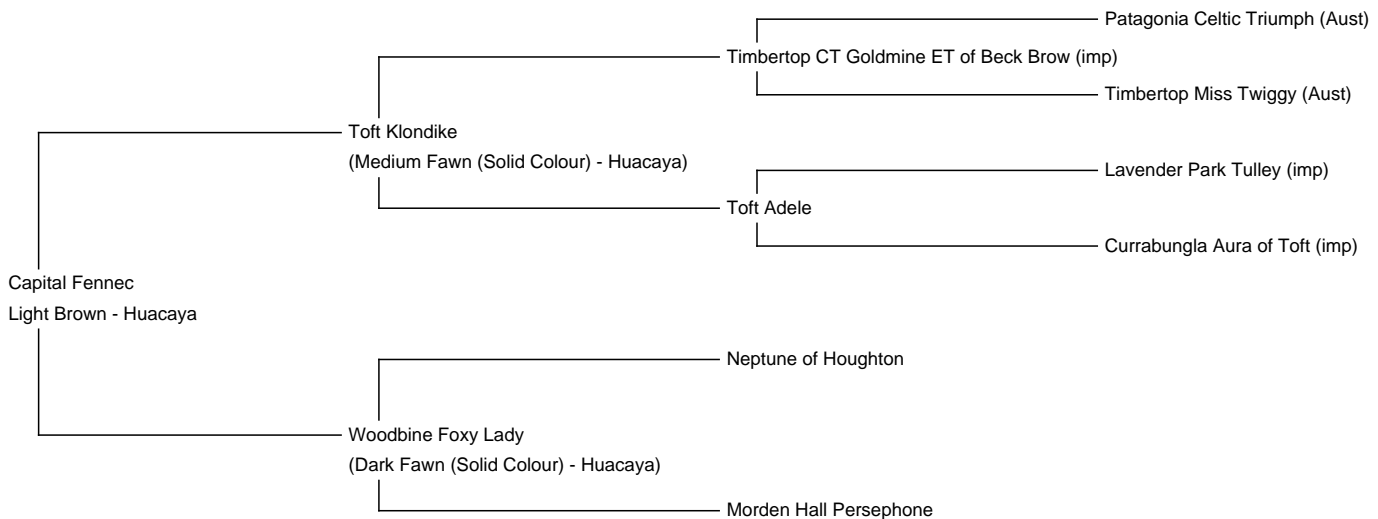 Patagonia Celtic Triumph (Aust)
Timbertop CT Goldmine ET of Beck Brow (imp)
Timbertop Miss Twiggy (Aust)
Toft Klondike
(Medium Fawn (Solid Colour) - Huacaya)
Lavender Park Tulley (imp)
Toft Adele
Currabungla Aura of Toft (imp)
Capital Fennec
Light Brown - Huacaya
Neptune of Houghton
Woodbine Foxy Lady
(Dark Fawn (Solid Colour) - Huacaya)
Morden Hall Persephone